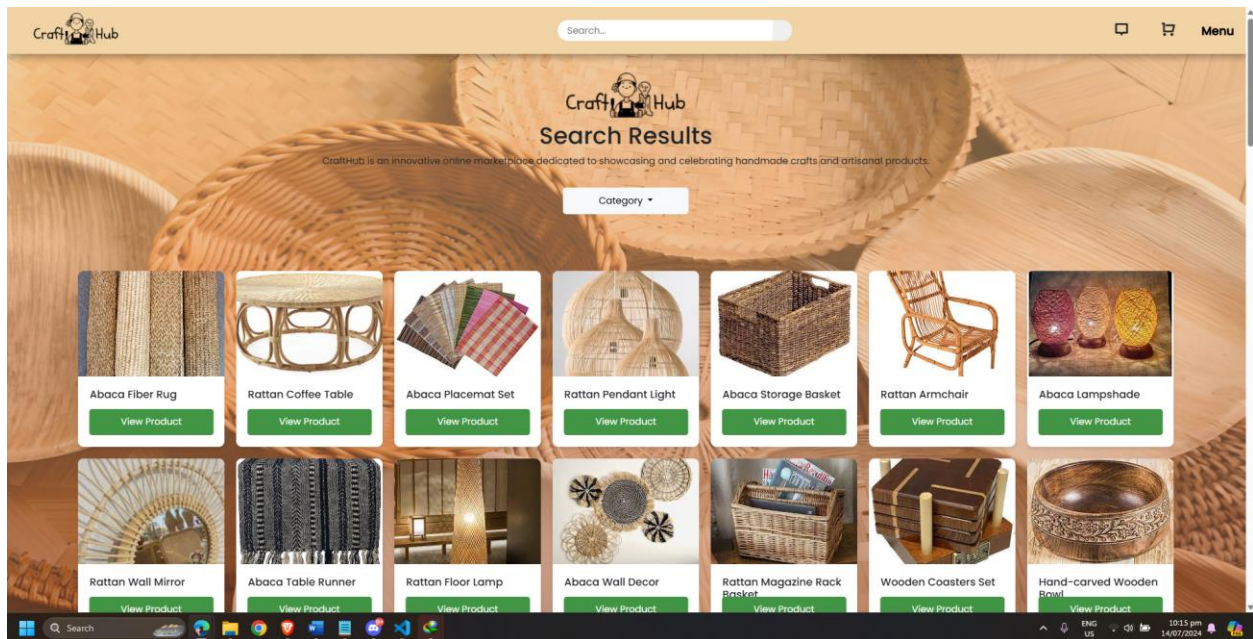 Craft Hub
Search...
Menu
Craft Hub
Search Results
CraftHub is an innovative online marketplace dedicated to showcasing and celebrating handmade crafts and artisanal products.
Category
Abaca Fiber Rug
Rattan Coffee Table
Abaca Placemat Set
Rattan Pendant Light
Abaca Storage Basket
Rattan Armchair
Abaca Lampshade
View Product
View Product
View Product
View Product
View Product
View Product
View Product
Rattan Wall Mirror
Abaca Table Runner
Rattan Floor Lamp
Abaca Wall Decor
Rattan Magazine Rack
Basket
Wooden Coasters Set
Hand-carved Wooden
Bowl
View Product
View Product
View Product
View Product
View Product
View Product
View Product
Search
ENG
US
10:15 pm
14/07/2024